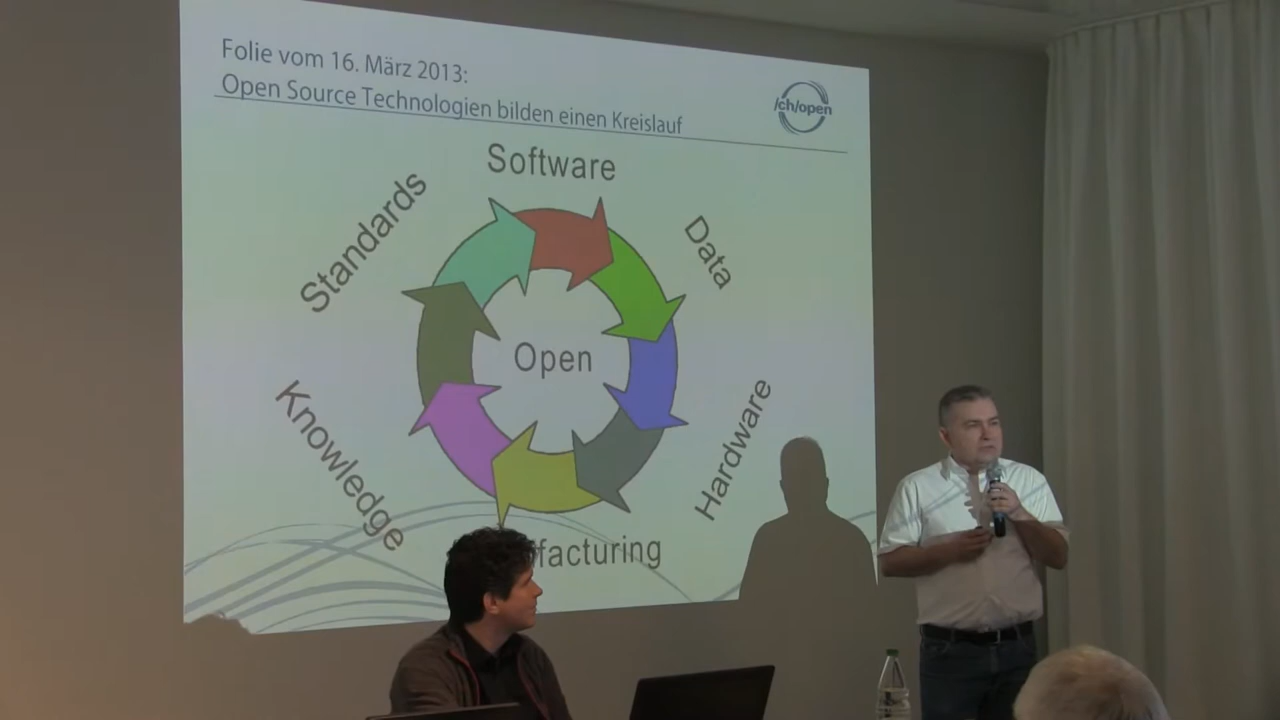 Folie vom 16. März 2013:
Open Source Technologien bilden einen Kreislauf
/ch/open
Software
Standards
Data
Open
Knowledge
Hardware
facturing